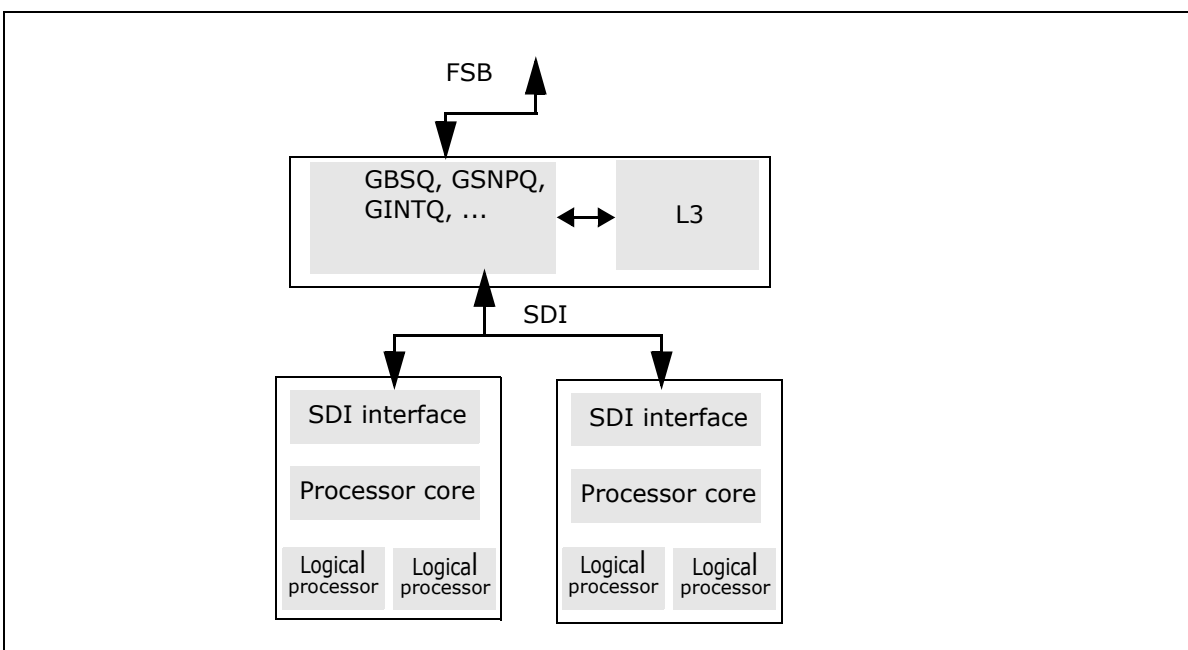 FSB
GBSQ, GSNPQ,
GINTQ, ...
L3
SDI
SDI interface
SDI interface
Processor core
Processor core
Logical
processor
Logical
processor
Logical
processor
Logical
processor